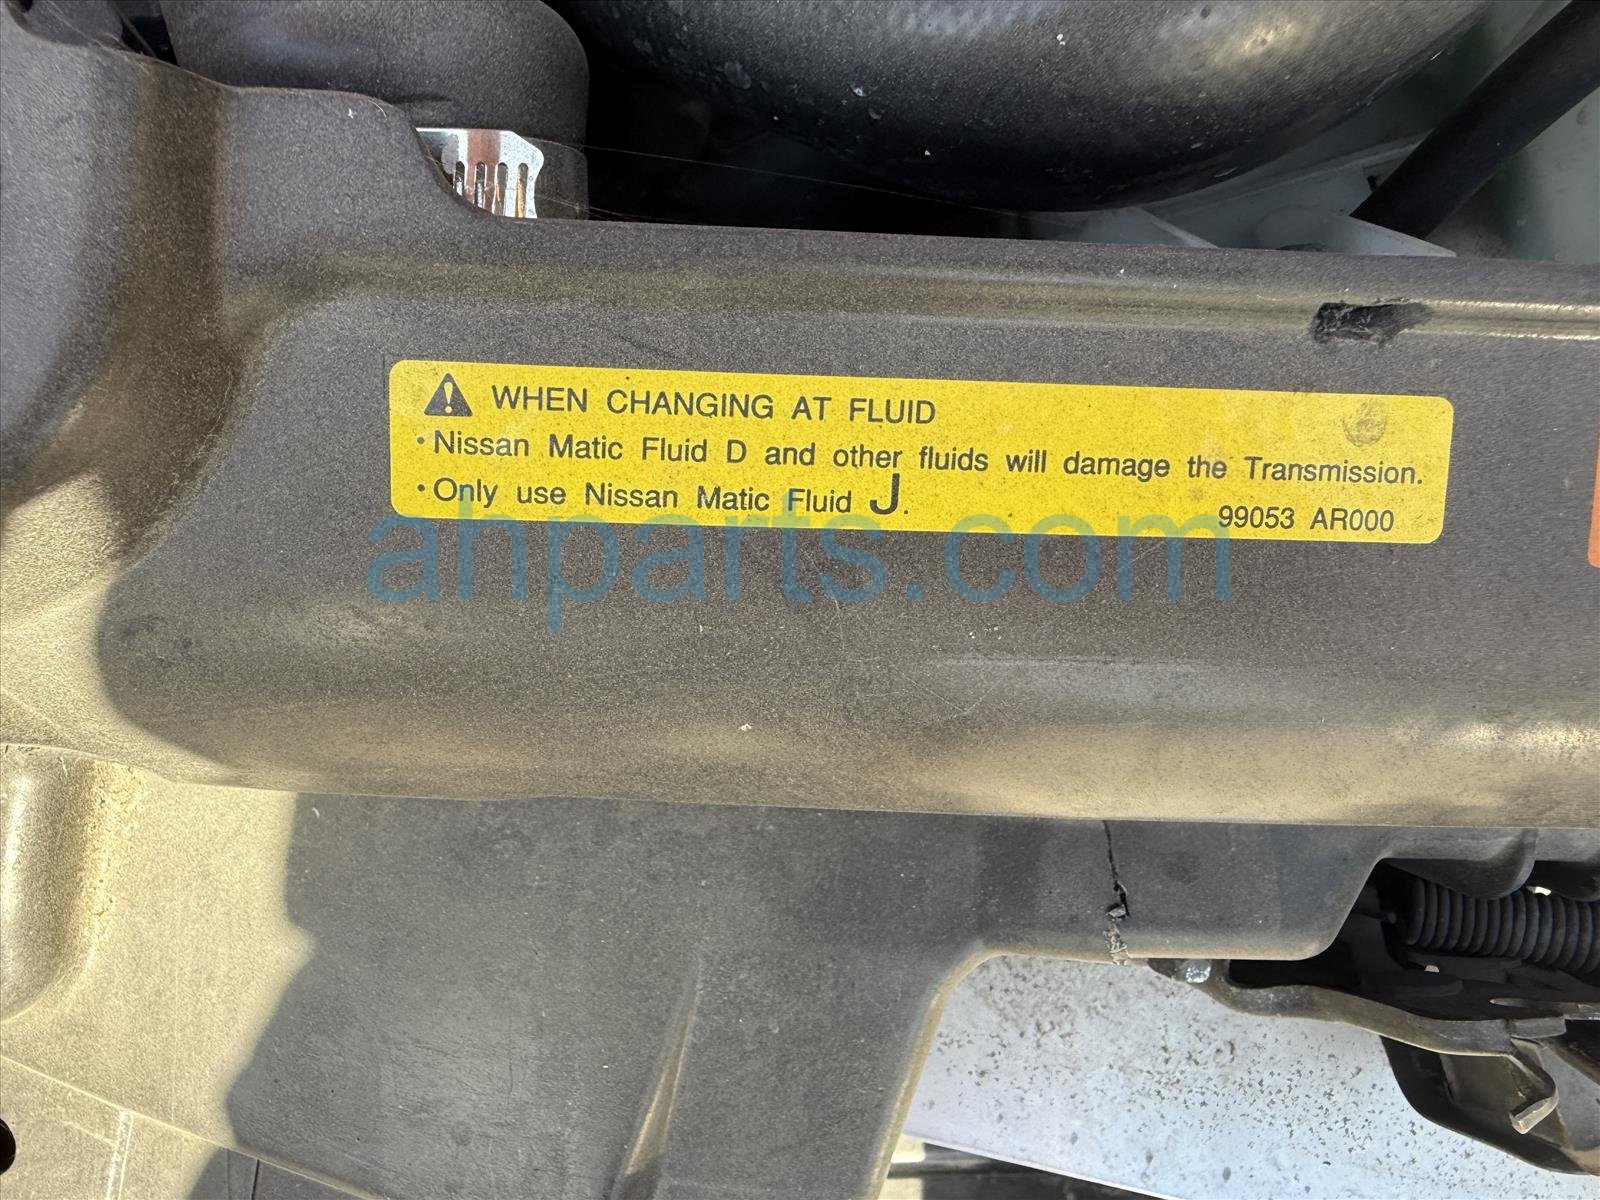 WHEN CHANGING AT FLUID
• Nissan Matic Fluid D and other fluids will damage the Transmission.
• Only use Nissan Matic Fluid J.
99053 AR000
ahparts.com